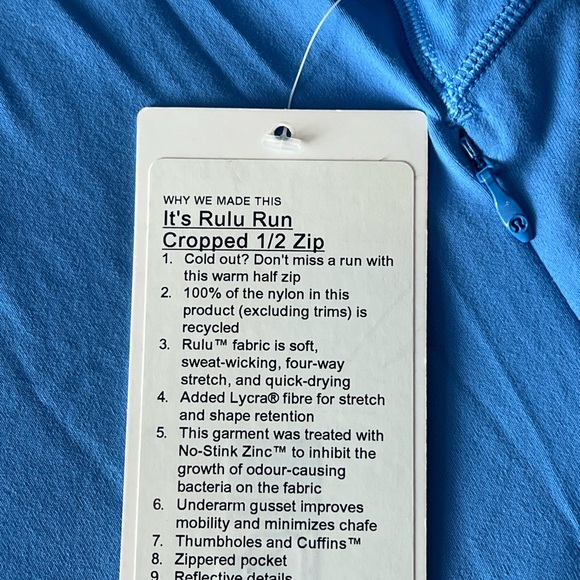 WHY WE MADE THIS
It's Rulu Run
Cropped 1/2 Zip
1. Cold out? Don't miss a run with
this warm half zip
2. 100% of the nylon in this
product (excluding trims) is
recycled
3. Rulu™ fabric is soft,
sweat-wicking, four-way
stretch, and quick-drying
4. Added Lycra® fibre for stretch
and shape retention
5. This garment was treated with
No-Stink Zinc™ to inhibit the
growth of odour-causing
bacteria on the fabric
6. Underarm gusset improves
mobility and minimizes chafe
7. Thumbholes and Cuffins™
8. Zippered pocket
9. Reflective details